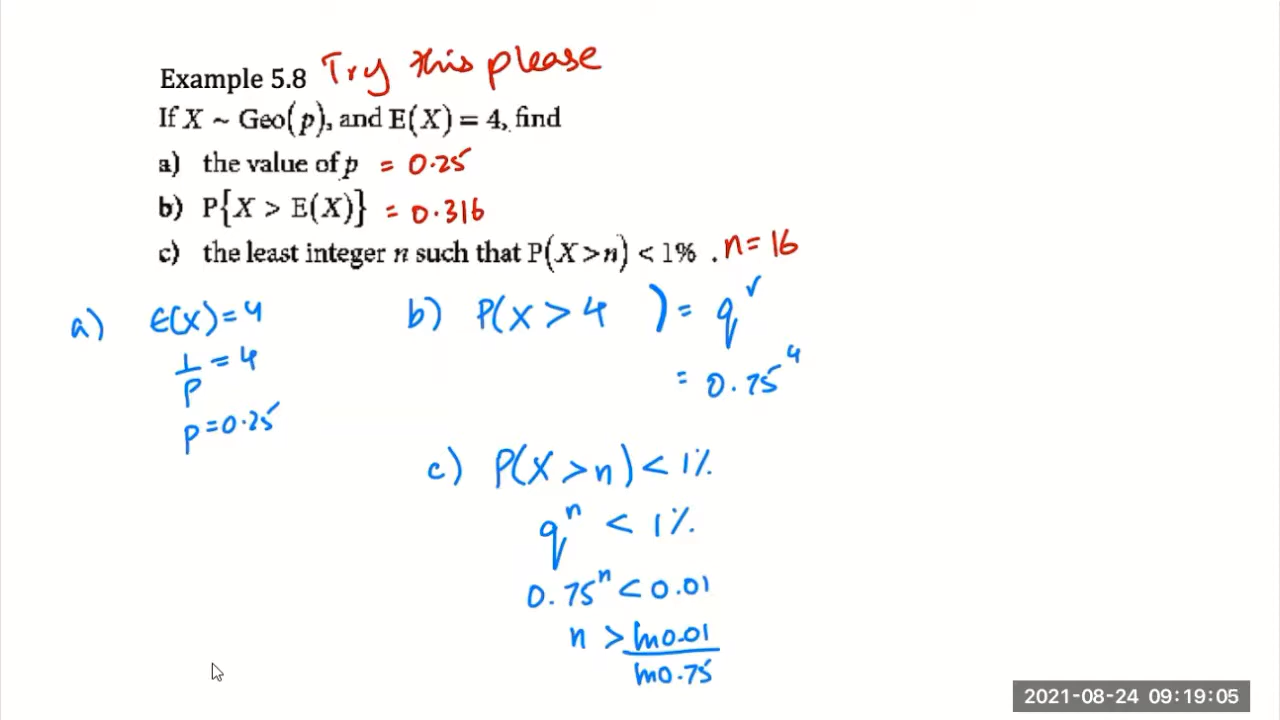 Example 5.8 Try this please
If X ~ Geo(p), and E(X) = 4, find
a) the value of p = 0.25
b) P{X > E(X)} = 0.316
c) the least integer n such that P(X > n) < 1% . n = 16
a) E(X) = 4
1/p = 4
p = 0.25
b) P(X > 4 ) = q^r
= 0.75^4
c) P(X > n) < 1%
q^n < 1%
0.75^n < 0.01
n > ln0.01
ln0.75
2021-08-24 09:19:05